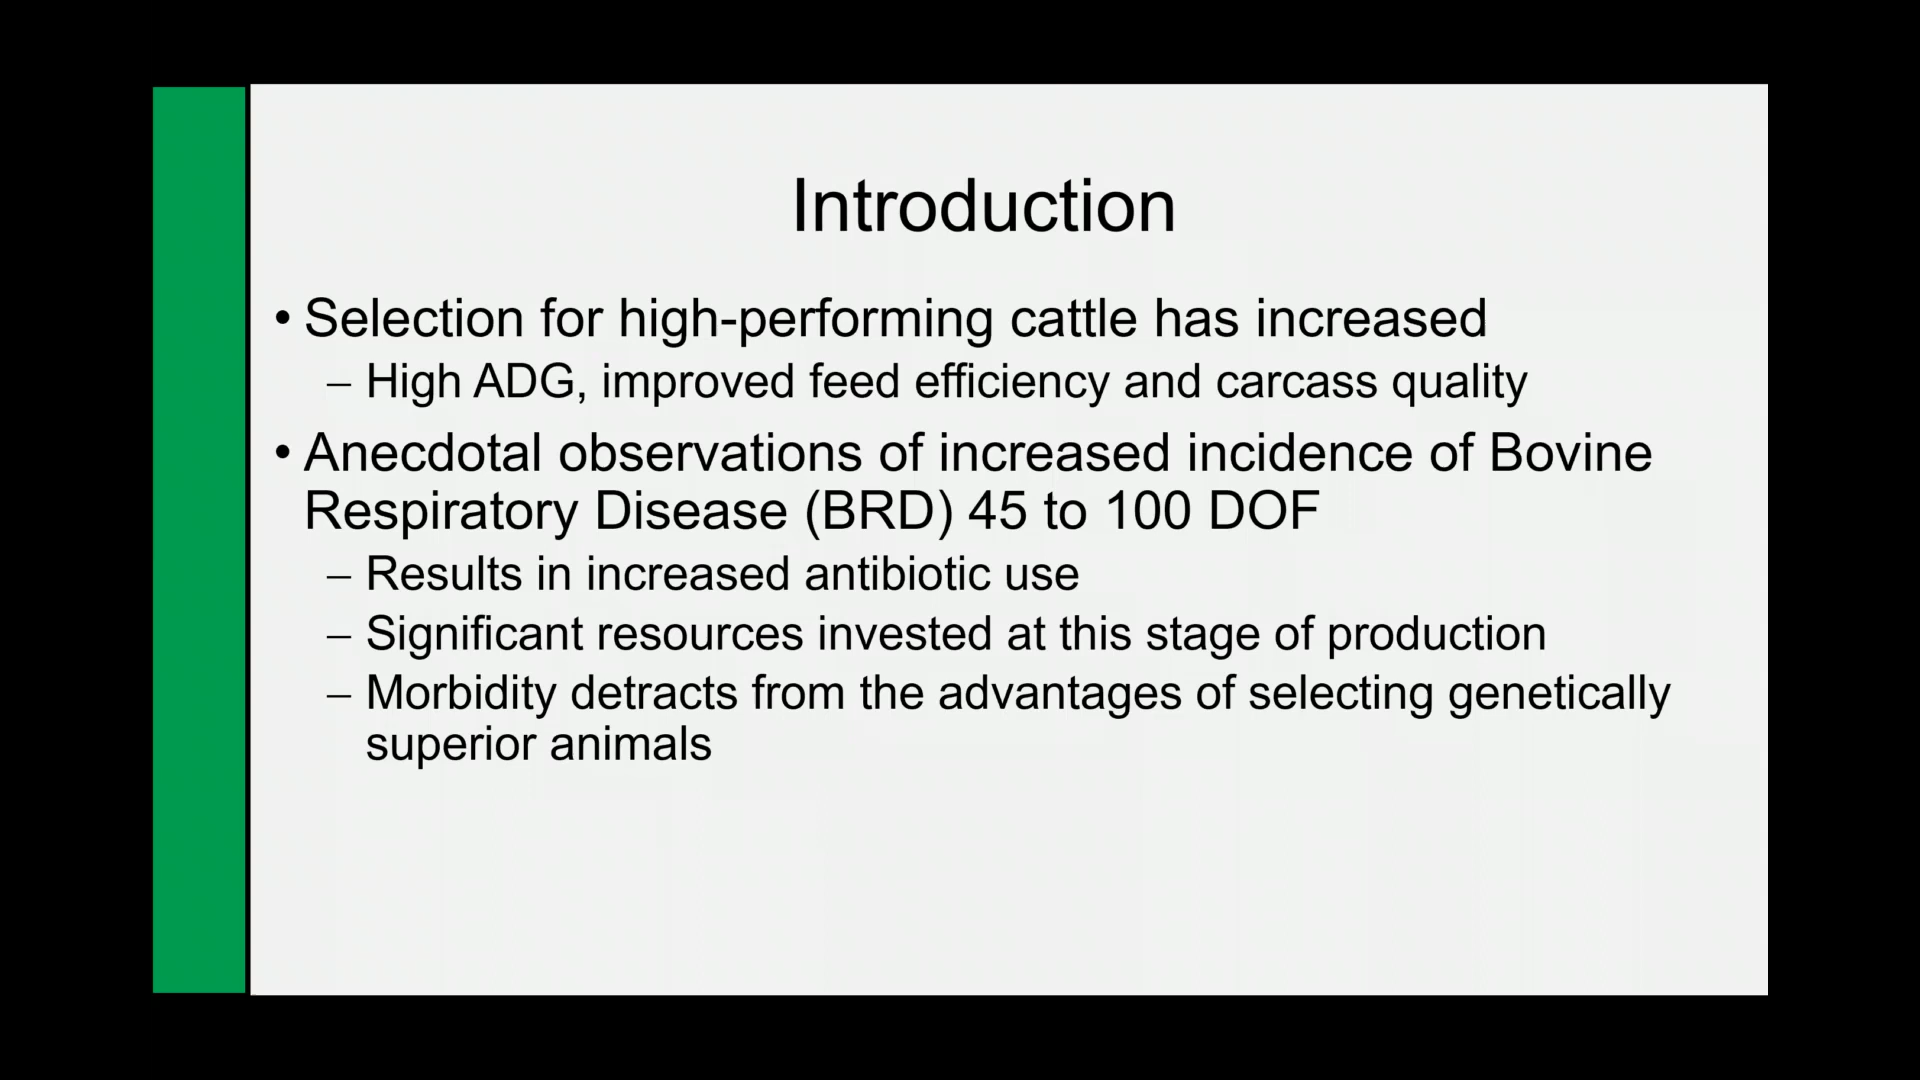 Introduction
• Selection for high-performing cattle has increased
– High ADG, improved feed efficiency and carcass quality
• Anecdotal observations of increased incidence of Bovine
Respiratory Disease (BRD) 45 to 100 DOF
– Results in increased antibiotic use
– Significant resources invested at this stage of production
– Morbidity detracts from the advantages of selecting genetically
superior animals